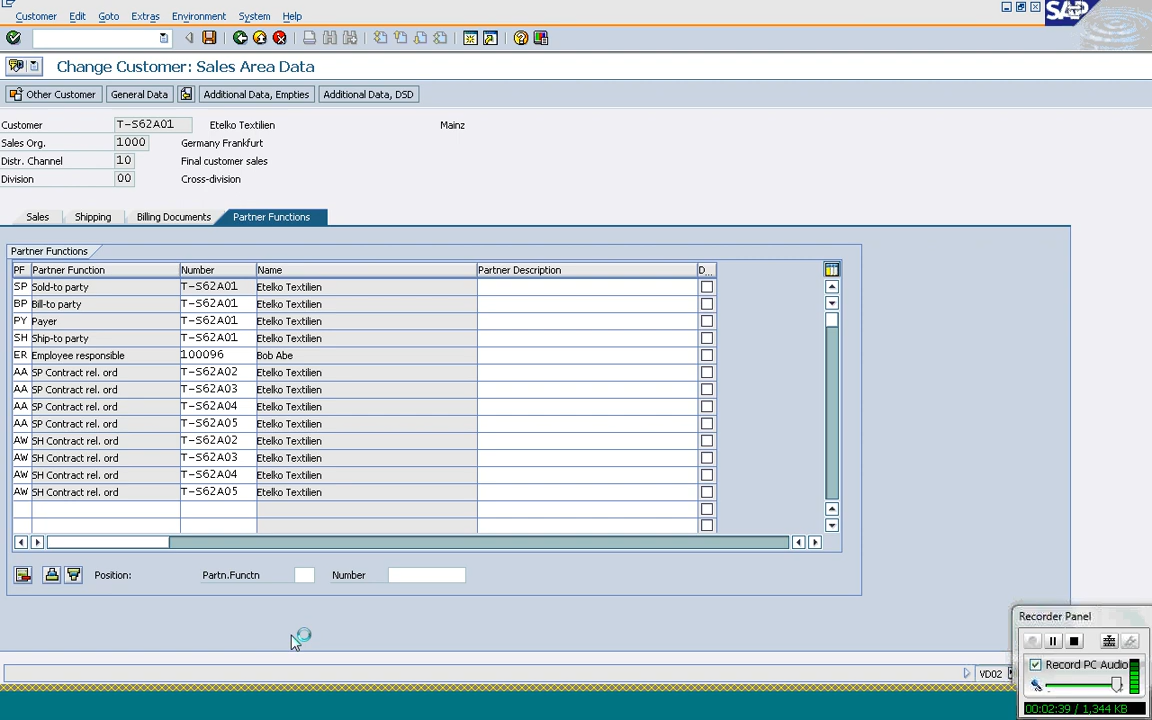 Customer Edit Goto Extras Environment System Help
SAP
Change Customer: Sales Area Data
Other Customer General Data Additional Data, Empties Additional Data, DSD
Customer T-S62A01 Etelko Textilien Mainz
Sales Org. 1000 Germany Frankfurt
Distr. Channel 10 Final customer sales
Division 00 Cross-division
Sales Shipping Billing Documents Partner Functions
Partner Functions
PF Partner Function Number Name Partner Description D...
SP Sold-to party T-S62A01 Etelko Textilien
BP Bill-to party T-S62A01 Etelko Textilien
PY Payer T-S62A01 Etelko Textilien
SH Ship-to party T-S62A01 Etelko Textilien
ER Employee responsible 100096 Bob Abe
AA SP Contract rel. ord T-S62A02 Etelko Textilien
AA SP Contract rel. ord T-S62A03 Etelko Textilien
AA SP Contract rel. ord T-S62A04 Etelko Textilien
AA SP Contract rel. ord T-S62A05 Etelko Textilien
AW SH Contract rel. ord T-S62A02 Etelko Textilien
AW SH Contract rel. ord T-S62A03 Etelko Textilien
AW SH Contract rel. ord T-S62A04 Etelko Textilien
AW SH Contract rel. ord T-S62A05 Etelko Textilien
Position: Partn.Functn Number
Recorder Panel
Record PC Audio
VD02
00:02:39 / 1,344 KB